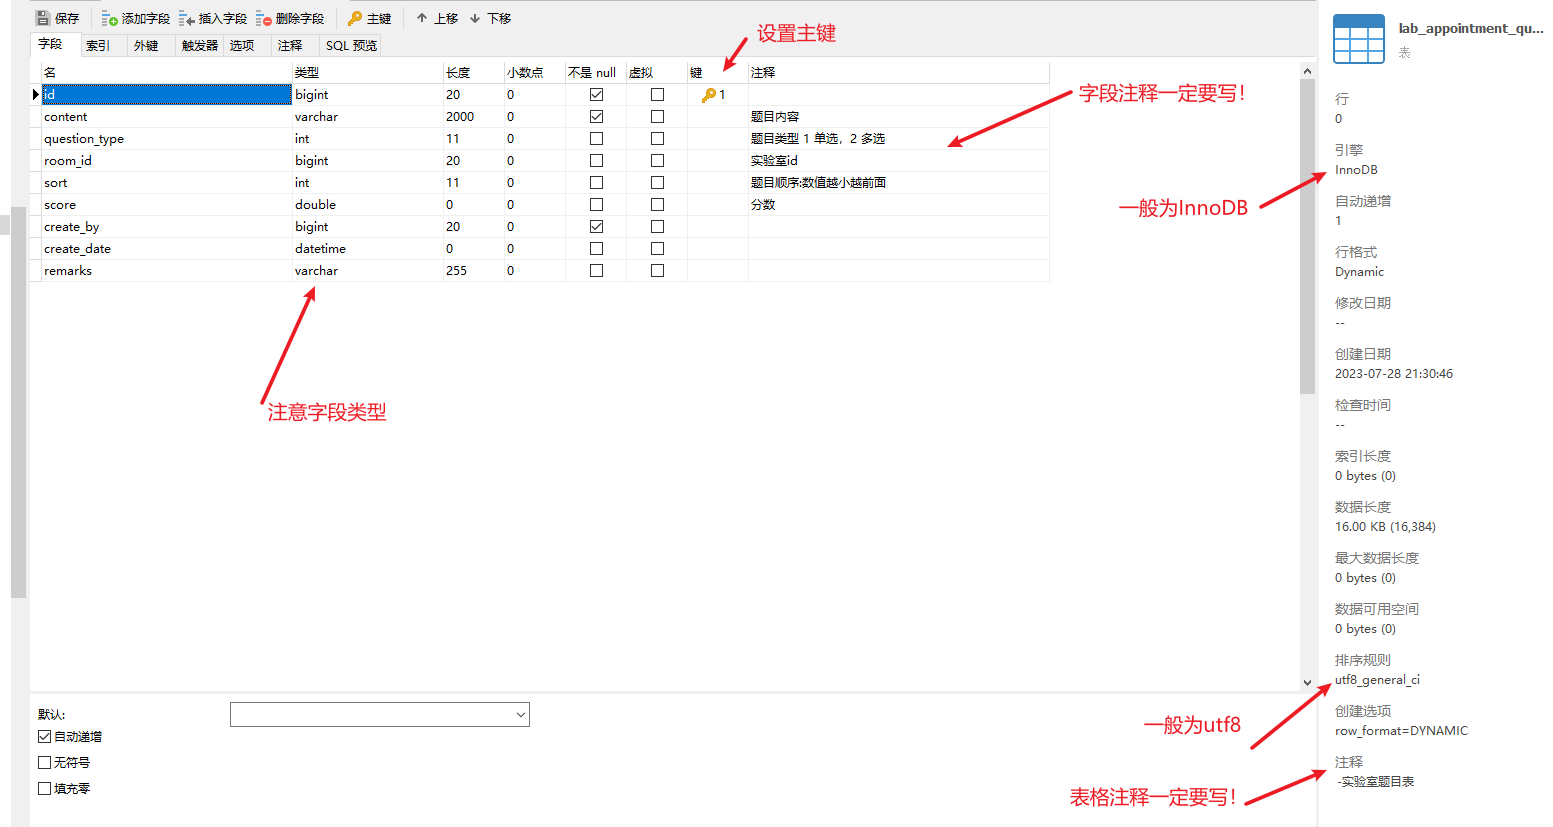 保存 添加字段 插入字段 删除字段 主键 上移 下移
字段 索引 外键 触发器 选项 注释 SQL 预览
设置主键
名 类型 长度 小数点 不是 null 虚拟 键 注释
id bigint 20 0 1
content varchar 2000 0 题目内容
question_type int 11 0 题目类型 1 单选，2 多选
room_id bigint 20 0 实验室id
sort int 11 0 题目顺序:数值越小越前面
score double 0 0 分数
create_by bigint 20 0
create_date datetime 0 0
remarks varchar 255 0
字段注释一定要写！
一般为InnoDB
注意字段类型
默认:
自动递增
无符号
填充零
一般为utf8
表格注释一定要写！
lab_appointment_qu...
表
行
0
引擎
InnoDB
自动递增
1
行格式
Dynamic
修改日期
--
创建日期
2023-07-28 21:30:46
检查时间
--
索引长度
0 bytes (0)
数据长度
16.00 KB (16,384)
最大数据长度
0 bytes (0)
数据可用空间
0 bytes (0)
排序规则
utf8_general_ci
创建选项
row_format=DYNAMIC
注释
-实验室题目表